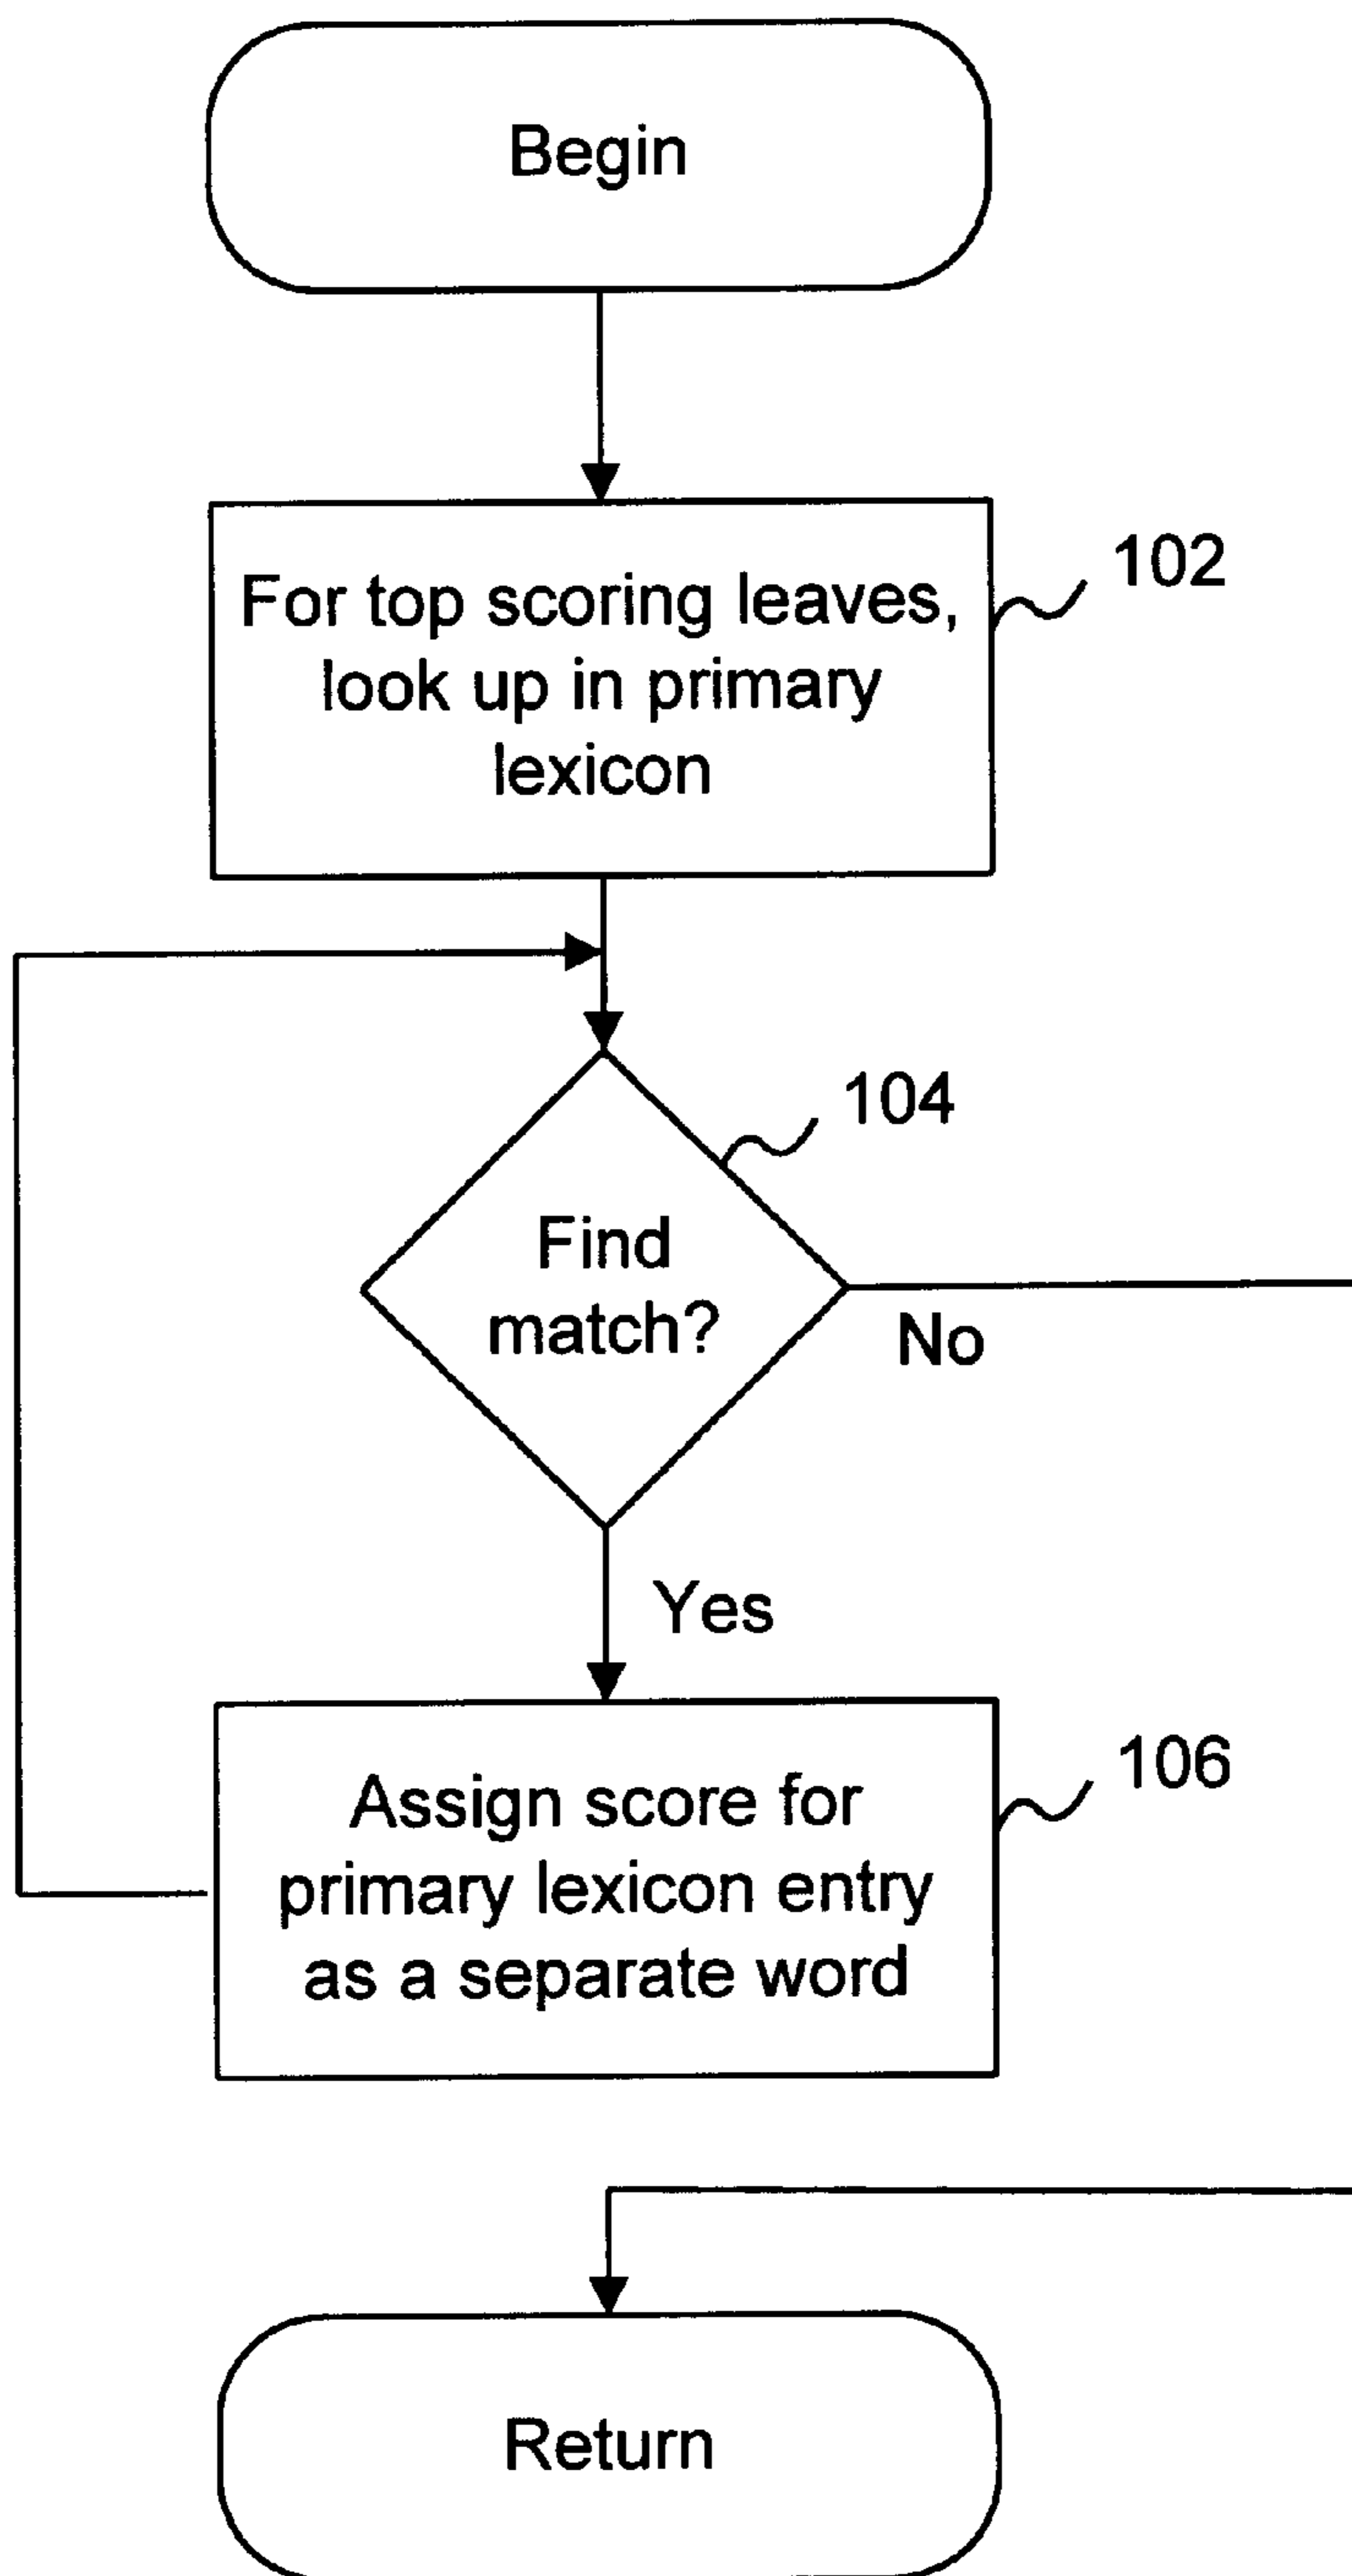 Begin
For top scoring leaves,
look up in primary
lexicon
102
104
Find
match?
No
Yes
Assign score for
primary lexicon entry
as a separate word
106
Return